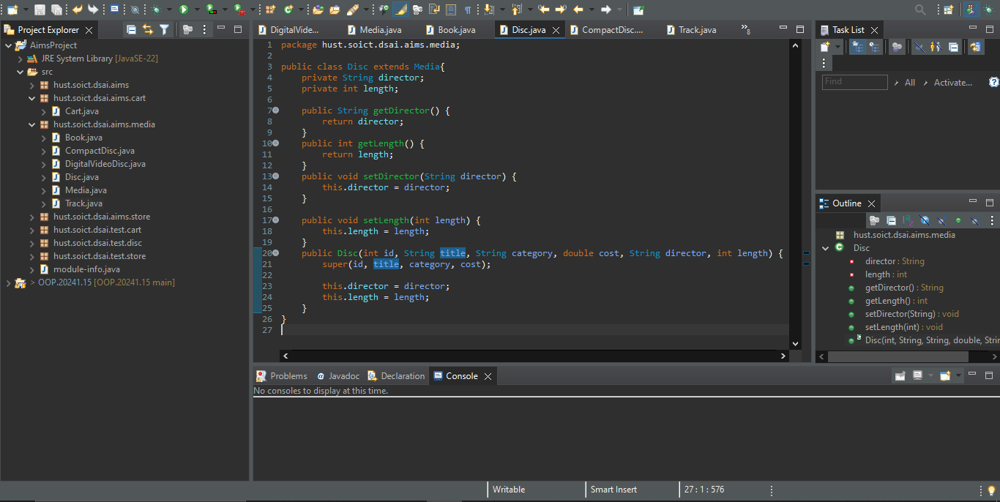 Project Explorer
AimsProject
JRE System Library [JavaSE-22]
src
hust.soict.dsai.aims
hust.soict.dsai.aims.cart
Cart.java
hust.soict.dsai.aims.media
Book.java
CompactDisc.java
DigitalVideoDisc.java
Disc.java
Media.java
Track.java
hust.soict.dsai.aims.store
hust.soict.dsai.test.cart
hust.soict.dsai.test.disc
hust.soict.dsai.test.store
module-info.java
> OOP.20241.15 [OOP.20241.15 main]
DigitalVide... Media.java Book.java Disc.java CompactDisc.... Track.java »8
1 package hust.soict.dsai.aims.media;
2
3 public class Disc extends Media{
4 private String director;
5 private int length;
6
7 public String getDirector() {
8 return director;
9 }
10 public int getLength() {
11 return length;
12 }
13 public void setDirector(String director) {
14 this.director = director;
15 }
16
17 public void setLength(int length) {
18 this.length = length;
19 }
20 public Disc(int id, String title, String category, double cost, String director, int length) {
21 super(id, title, category, cost);
22
23 this.director = director;
24 this.length = length;
25 }
26 }
27
Problems Javadoc Declaration Console
No consoles to display at this time.
Task List
Find All Activate...
Outline
hust.soict.dsai.aims.media
Disc
director : String
length : int
getDirector() : String
getLength() : int
setDirector(String) : void
setLength(int) : void
Disc(int, String, String, double, Strin
Writable Smart Insert 27 : 1 : 576